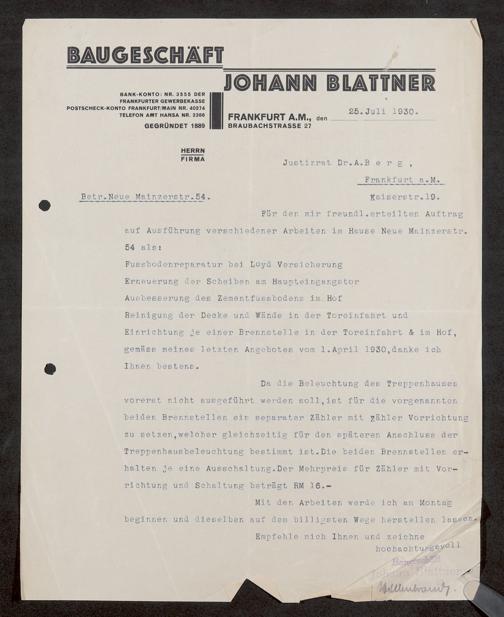 BAUGESCHÄFT
JOHANN BLATTNER
BANK-KONTO: NR. 3555 DER
FRANKFURTER GEWERBEKASSE
POSTSCHECK-KONTO FRANKFURT/MAIN NR. 40274
TELEFON AMT HANSA NR. 2266
GEGRÜNDET 1889
FRANKFURT A.M., den 25.Juli 1930.
BRAUBACHSTRASSE 27
HERRN
FIRMA
Justizrat Dr.A.Berg,
Frankfurt a.M.
Kaiserstr.19.
Betr.Neue Mainzerstr.54.
Für den mir freundl.erteilten Auftrag
auf Ausführung verschiedener Arbeiten im Hause Neue Mainzerstr.
54 als:
Fussbodenreparatur bei Loyd Versicherung
Erneuerung der Scheiben am Haupteingangstor
Ausbesserung des Zementfussbodens im Hof
Reinigung der Decke und Wände in der Toreinfahrt und
Einrichtung je einer Brennstelle in der Toreinfahrt & im Hof,
gemäss meines letzten Angebotes vom 1.April 1930,danke ich
Ihnen bestens.
Da die Beleuchtung des Treppenhauses
vorerst nicht ausgeführt werden soll,ist für die vorgenannten
beiden Brennstellen ein separater Zähler mit Zähler Vorrichtung
zu setzen,welcher gleichzeitig für den späteren Anschluss der
Treppenhausbeleuchtung bestimmt ist.Die beiden Brennstellen er-
halten je eine Ausschaltung.Der Mehrpreis für Zähler mit Vor-
richtung und Schaltung beträgt RM 16.-
Mit den Arbeiten werde ich am Montag
beginnen und dieselben auf dem billigsten Wege herstellen lassen.
Empfehle mich Ihnen und zeichne
hochachtungsvoll
Baugeschäft
Johann Blattner